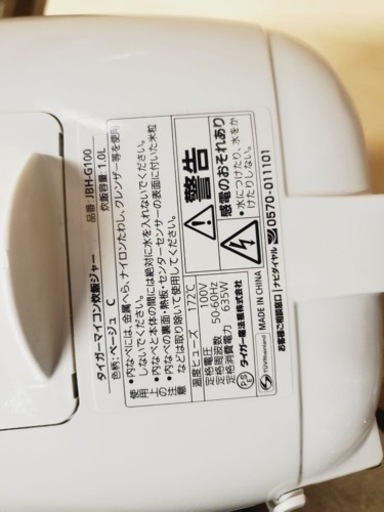 タイガーマイコン炊飯ジャー 品番：JBH-G100
色柄：ベージュ C 炊飯容量：1.0L
使用上の注意
•内なべには、金属へら、ナイロンたわし、クレンザー等を使用しないでください。
•内なべと本体の間には絶対に水を入れないでください。
•内なべの裏面・熱板・センターセンサーの表面に付いた米粒などは取り除いて使用してください。
温度ヒューズ 172℃
定格電圧 100V
定格周波数 50-60Hz
定格消費電力 635W
タイガー魔法瓶株式会社
警告
感電のおそれあり
•水につけたり、水をかけたりしない。
PSE
TÜVRheinland
MADE IN CHINA
お客様ご相談窓口 ナビダイヤル 0570-011101